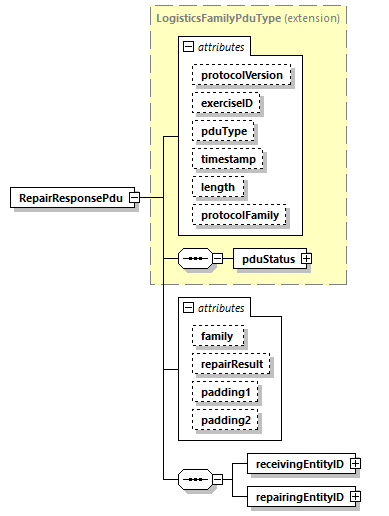 LogisticsFamilyPduType (extension)
attributes
protocolVersion
exerciseID
pduType
timestamp
length
protocolFamily
RepairResponsePdu
pduStatus
attributes
family
repairResult
padding1
padding2
receivingEntityID
repairingEntityID